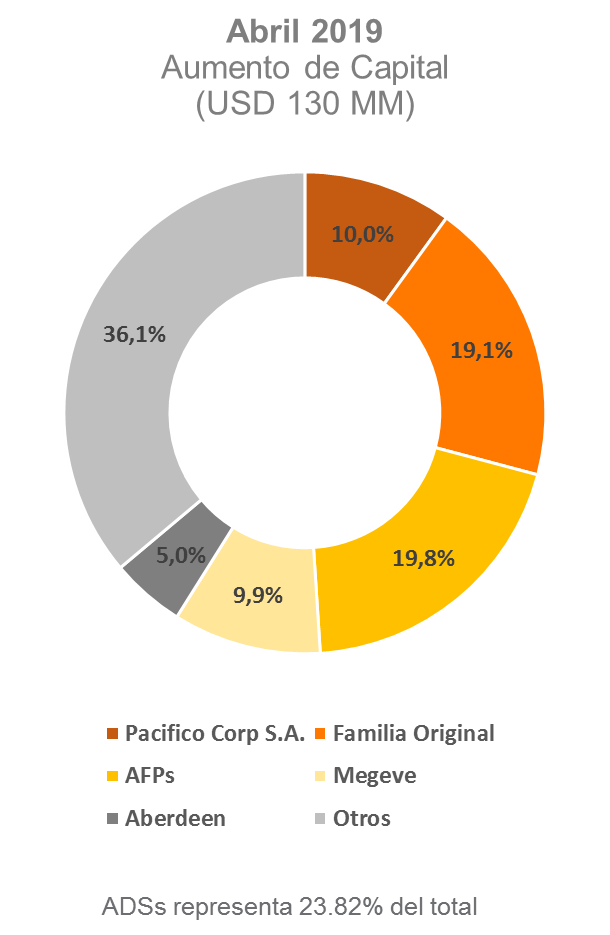 Abril 2019
Aumento de Capital
(USD 130 MM)
10,0%
19,1%
36,1%
19,8%
5,0%
9,9%
Pacifico Corp S.A.
Familia Original
AFPs
Megeve
Aberdeen
Otros
ADSs representa 23.82% del total